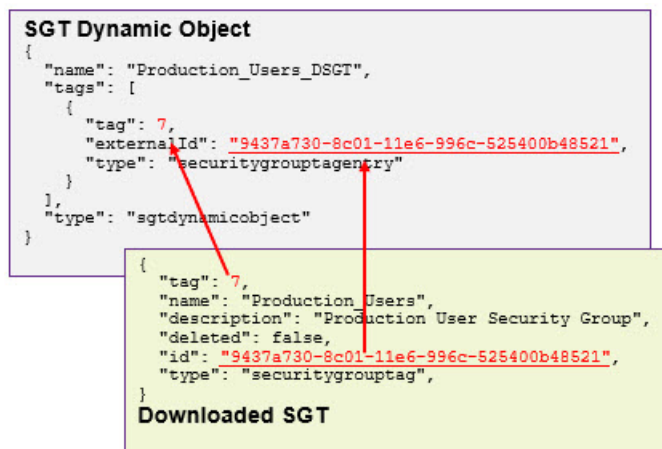 SGT Dynamic Object
{
  "name": "Production_Users_DSGT",
  "tags": [
    {
      "tag": 7,
      "externalId": "9437a730-8c01-11e6-996c-525400b48521",
      "type": "securitygrouptagentry"
    }
  ],
  "type": "sgtdynamicobject"
}
{
  "tag": 7,
  "name": "Production_Users",
  "description": "Production User Security Group",
  "deleted": false,
  "id": "9437a730-8c01-11e6-996c-525400b48521",
  "type": "securitygrouptag",
}
Downloaded SGT